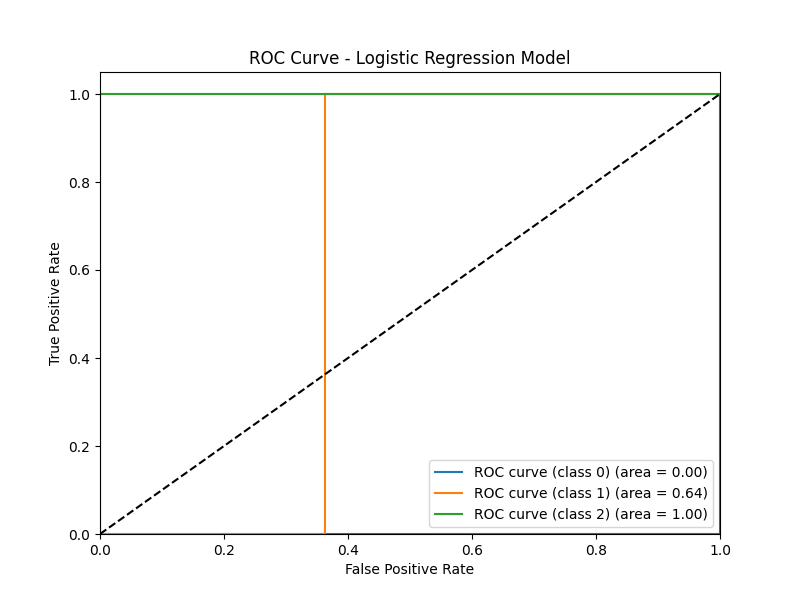 ROC Curve - Logistic Regression Model
True Positive Rate
1.0
0.8
0.6
0.4
0.2
0.0
0.0 0.2 0.4 0.6 0.8 1.0
False Positive Rate
ROC curve (class 0) (area = 0.00)
ROC curve (class 1) (area = 0.64)
ROC curve (class 2) (area = 1.00)